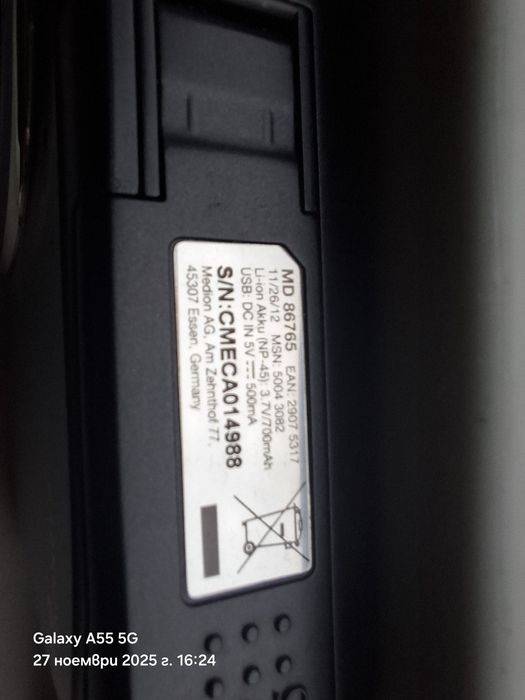 MD 86765 EAN: 2907 5317
11/26/12 MSN: 5004 3082
Li-ion Akku (NP-45): 3.7V/700mAh
USB: DC IN 5V ⎓ 500mA
S/N:CMECA014988
Medion AG, Am Zehnthof 77,
45307 Essen, Germany
Galaxy A55 5G
27 ноември 2025 г. 16:24